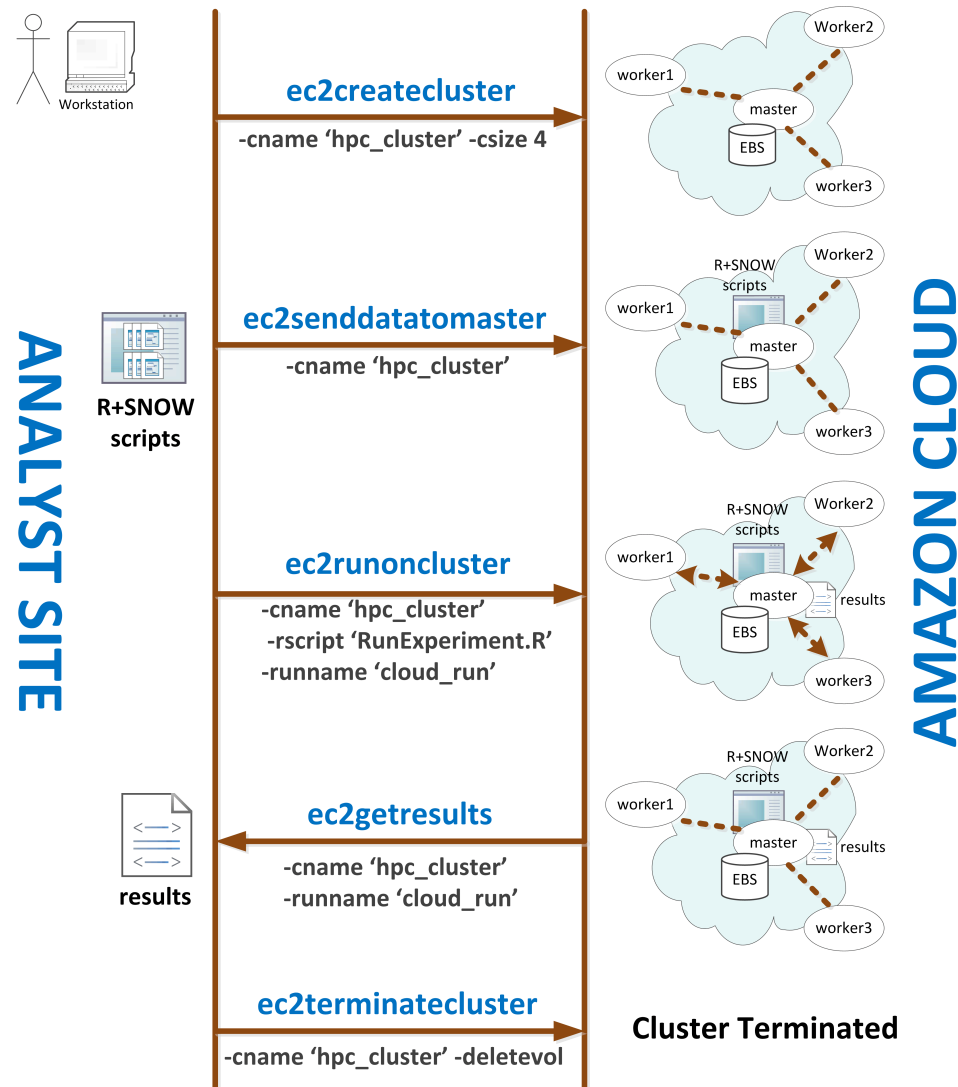 Workstation
ec2createcluster
-cname ‘hpc_cluster’ -csize 4
worker1
Worker2
master
EBS
worker3
ANALYST SITE
AMAZON CLOUD
R+SNOW
scripts
ec2senddatatomaster
-cname ‘hpc_cluster’
R+SNOW
scripts
worker1
Worker2
master
EBS
worker3
ec2runoncluster
-cname ‘hpc_cluster’
-rscript ‘RunExperiment.R’
-runname ‘cloud_run’
R+SNOW
scripts
worker1
Worker2
master
results
EBS
worker3
results
ec2getresults
-cname ‘hpc_cluster’
-runname ‘cloud_run’
R+SNOW
scripts
worker1
Worker2
master
results
EBS
worker3
ec2terminatecluster
-cname ‘hpc_cluster’ -deletevol
Cluster Terminated